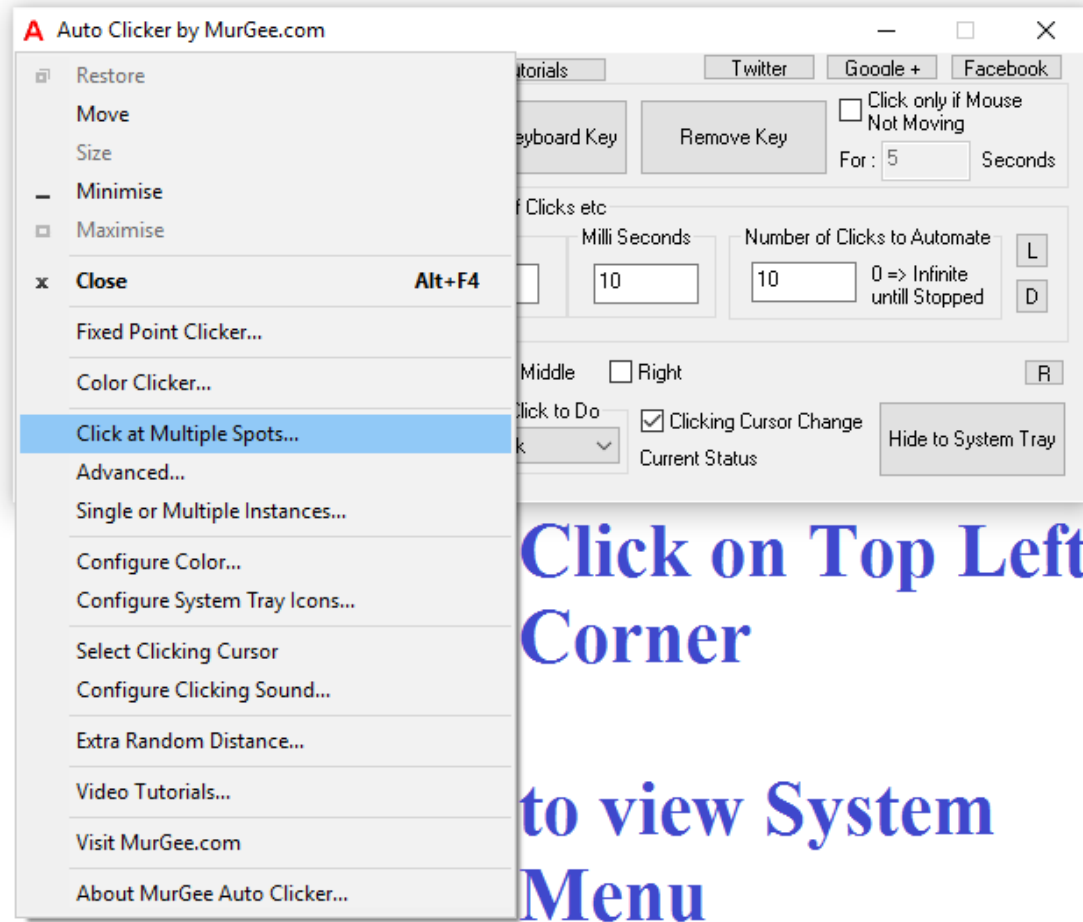 A Auto Clicker by MurGee.com
Restore
Move
Size
Minimise
Maximise
Close Alt+F4
Fixed Point Clicker...
Color Clicker...
Click at Multiple Spots...
Advanced...
Single or Multiple Instances...
Configure Color...
Configure System Tray Icons...
Select Clicking Cursor
Configure Clicking Sound...
Extra Random Distance...
Video Tutorials...
Visit MurGee.com
About MurGee Auto Clicker...
Twitter Google + Facebook
Remove Key
Click only if Mouse
Not Moving
For : 5 Seconds
Clicks etc
Milli Seconds
10
Number of Clicks to Automate
10
0 => Infinite
untill Stopped
L
D
Middle Right
R
Click to Do
Clicking Cursor Change
Current Status
Hide to System Tray
Click on Top Left
Corner
to view System
Menu